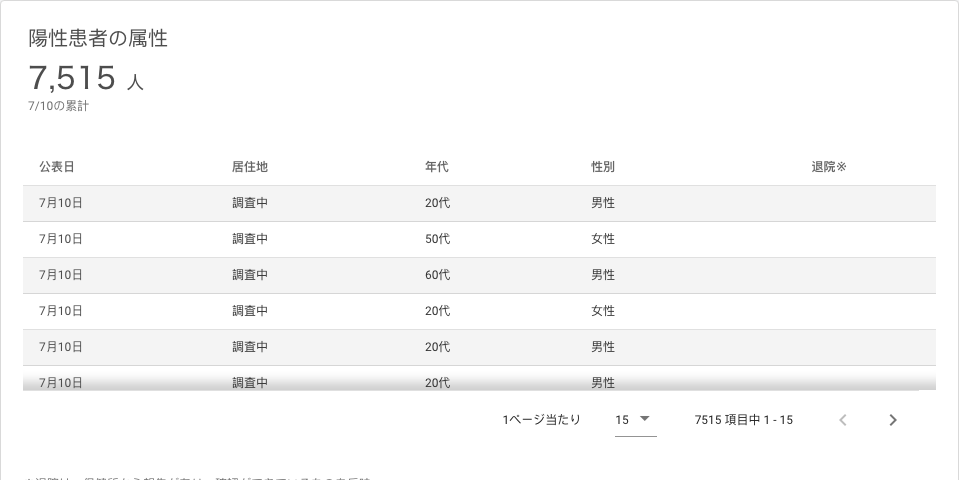 陽性患者の属性
7,515 人
7/10の累計
公表日 居住地 年代 性別 退院※
7月10日 調査中 20代 男性
7月10日 調査中 50代 女性
7月10日 調査中 60代 男性
7月10日 調査中 20代 女性
7月10日 調査中 20代 男性
7月10日 調査中 20代 男性
1ページ当たり 15 7515 項目中 1 - 15